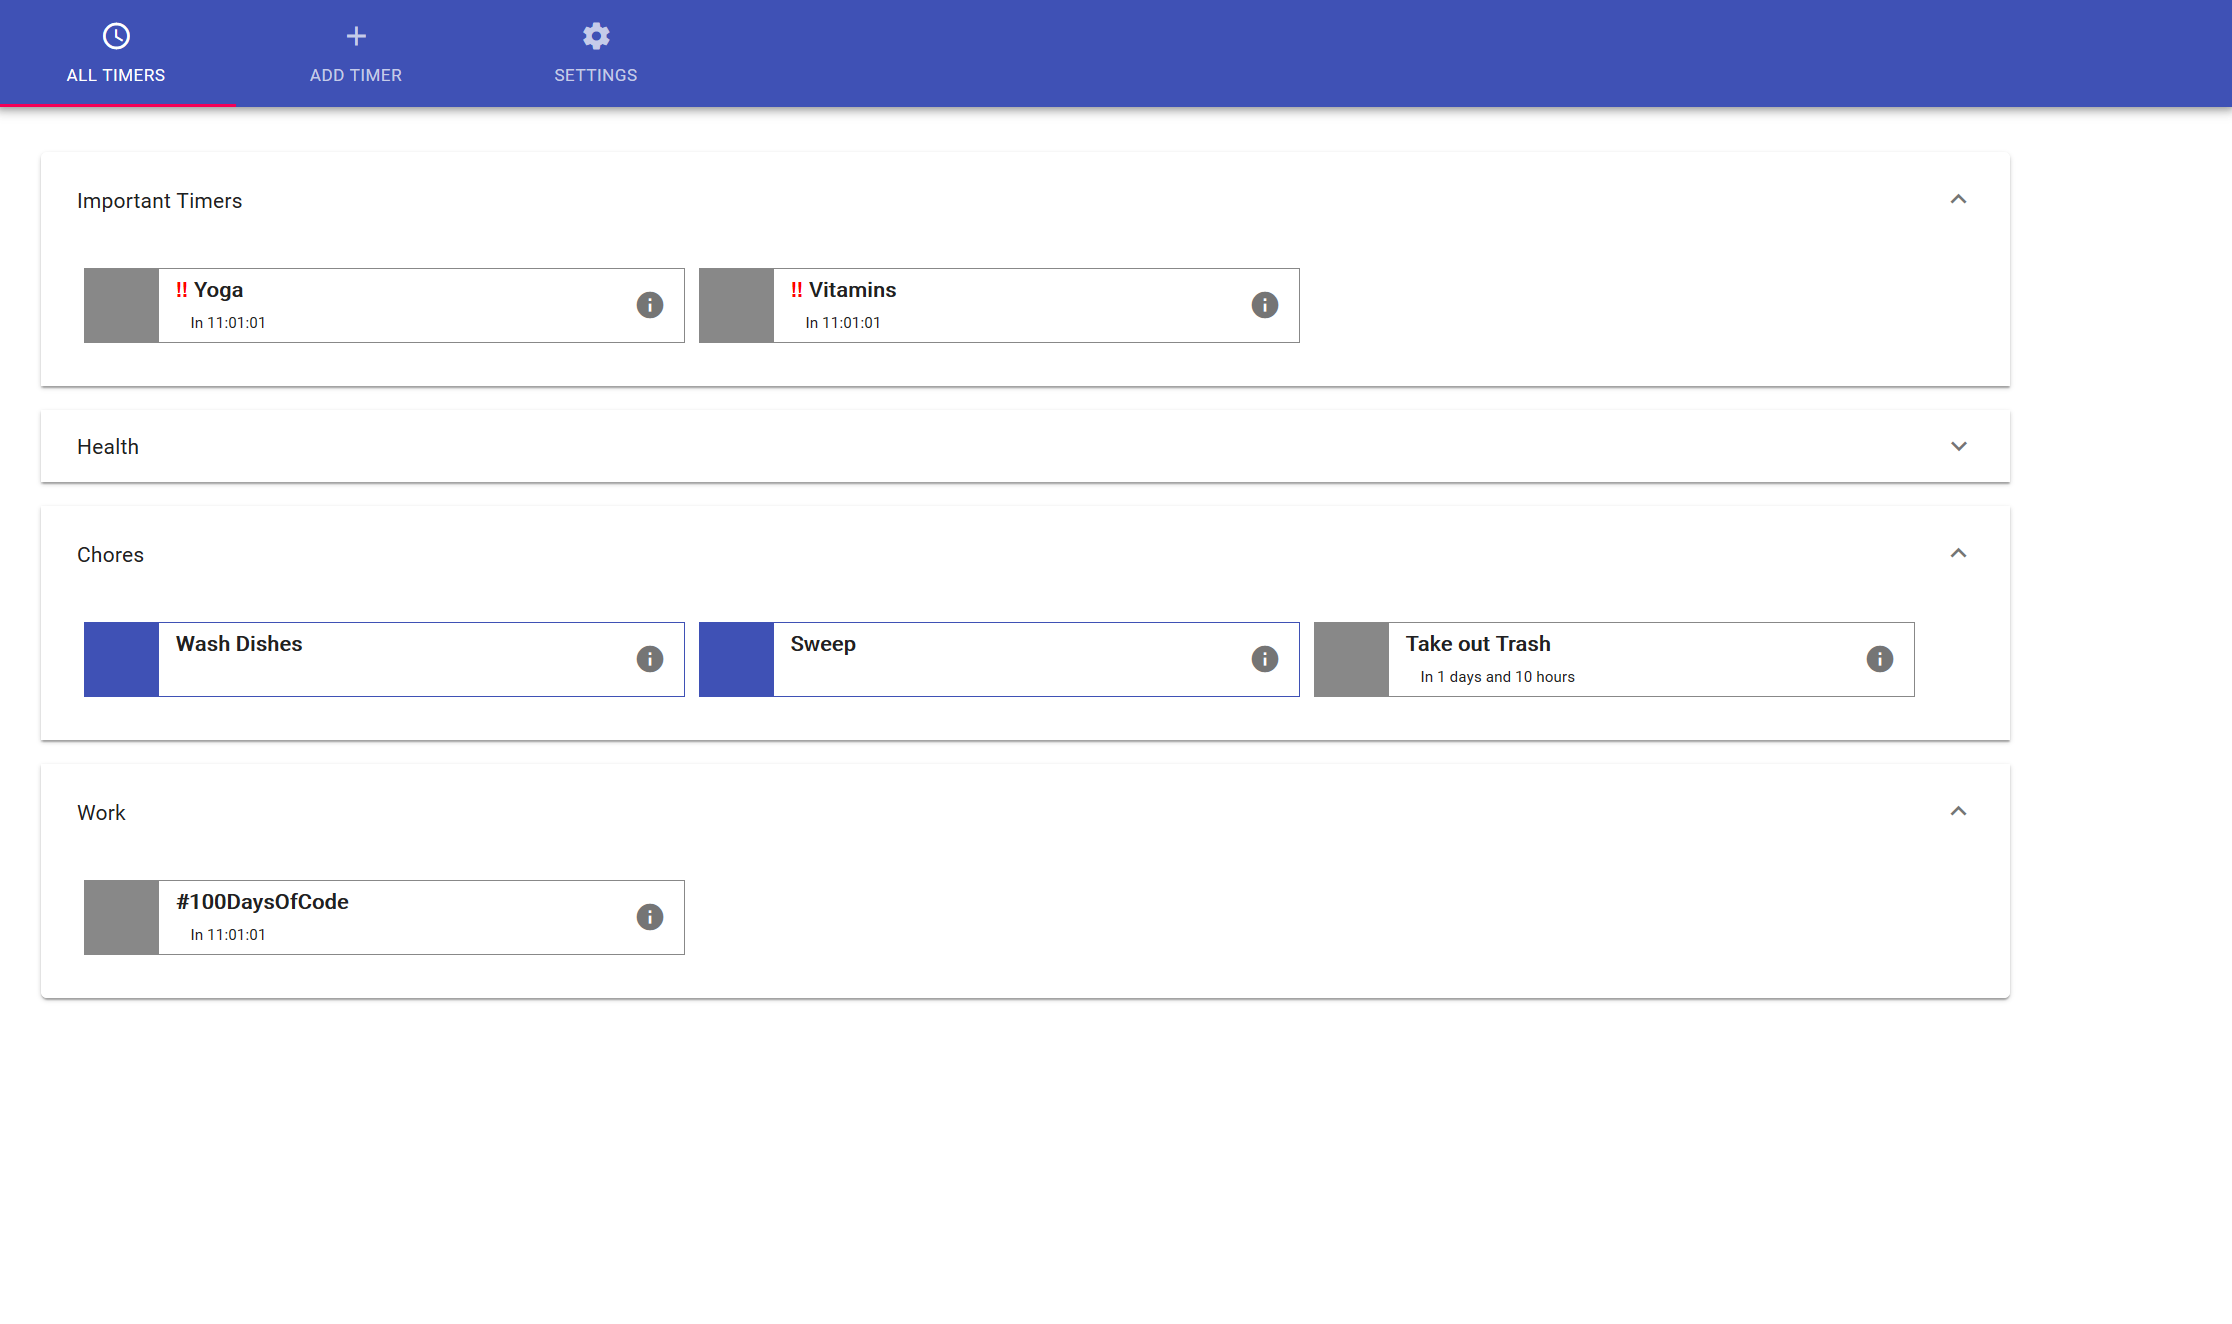 ALL TIMERS
ADD TIMER
SETTINGS
Important Timers
!! Yoga
In 11:01:01
!! Vitamins
In 11:01:01
Health
Chores
Wash Dishes
Sweep
Take out Trash
In 1 days and 10 hours
Work
#100DaysOfCode
In 11:01:01